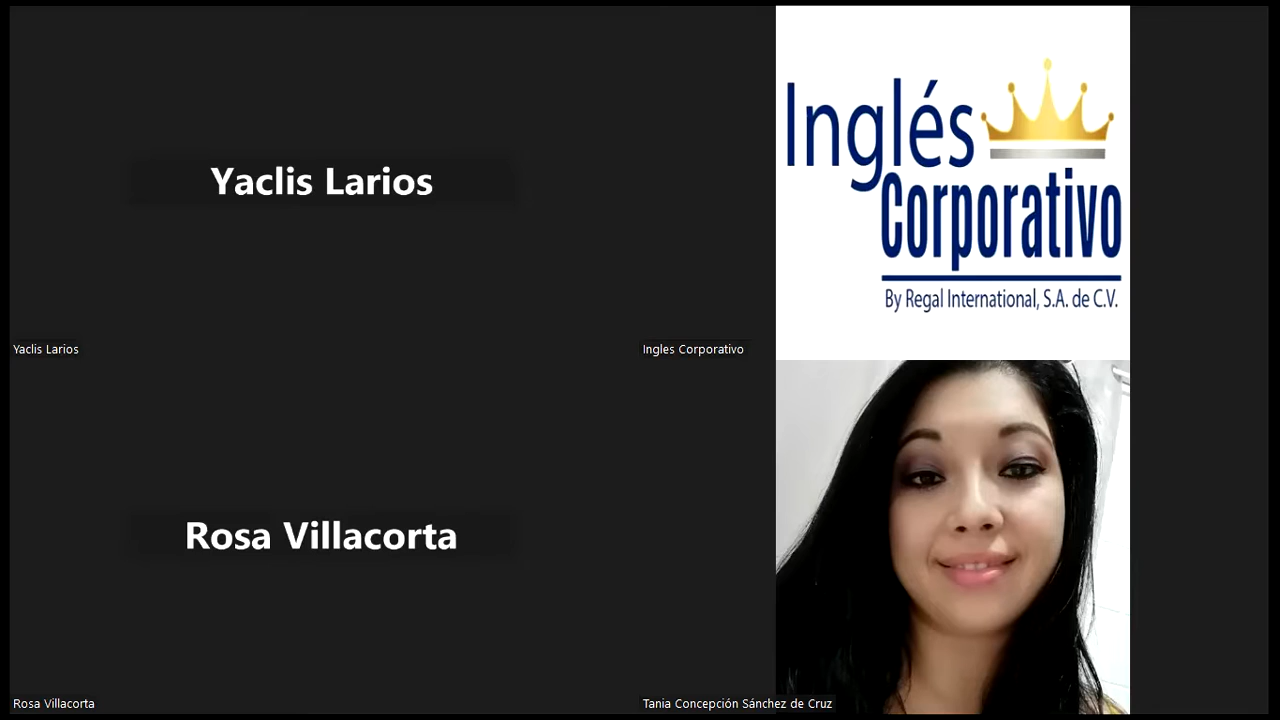 Yaclis Larios
Yaclis Larios
Inglés
Corporativo
By Regal International, S.A. de C.V.
Ingles Corporativo
Rosa Villacorta
Rosa Villacorta
Tania Concepción Sánchez de Cruz